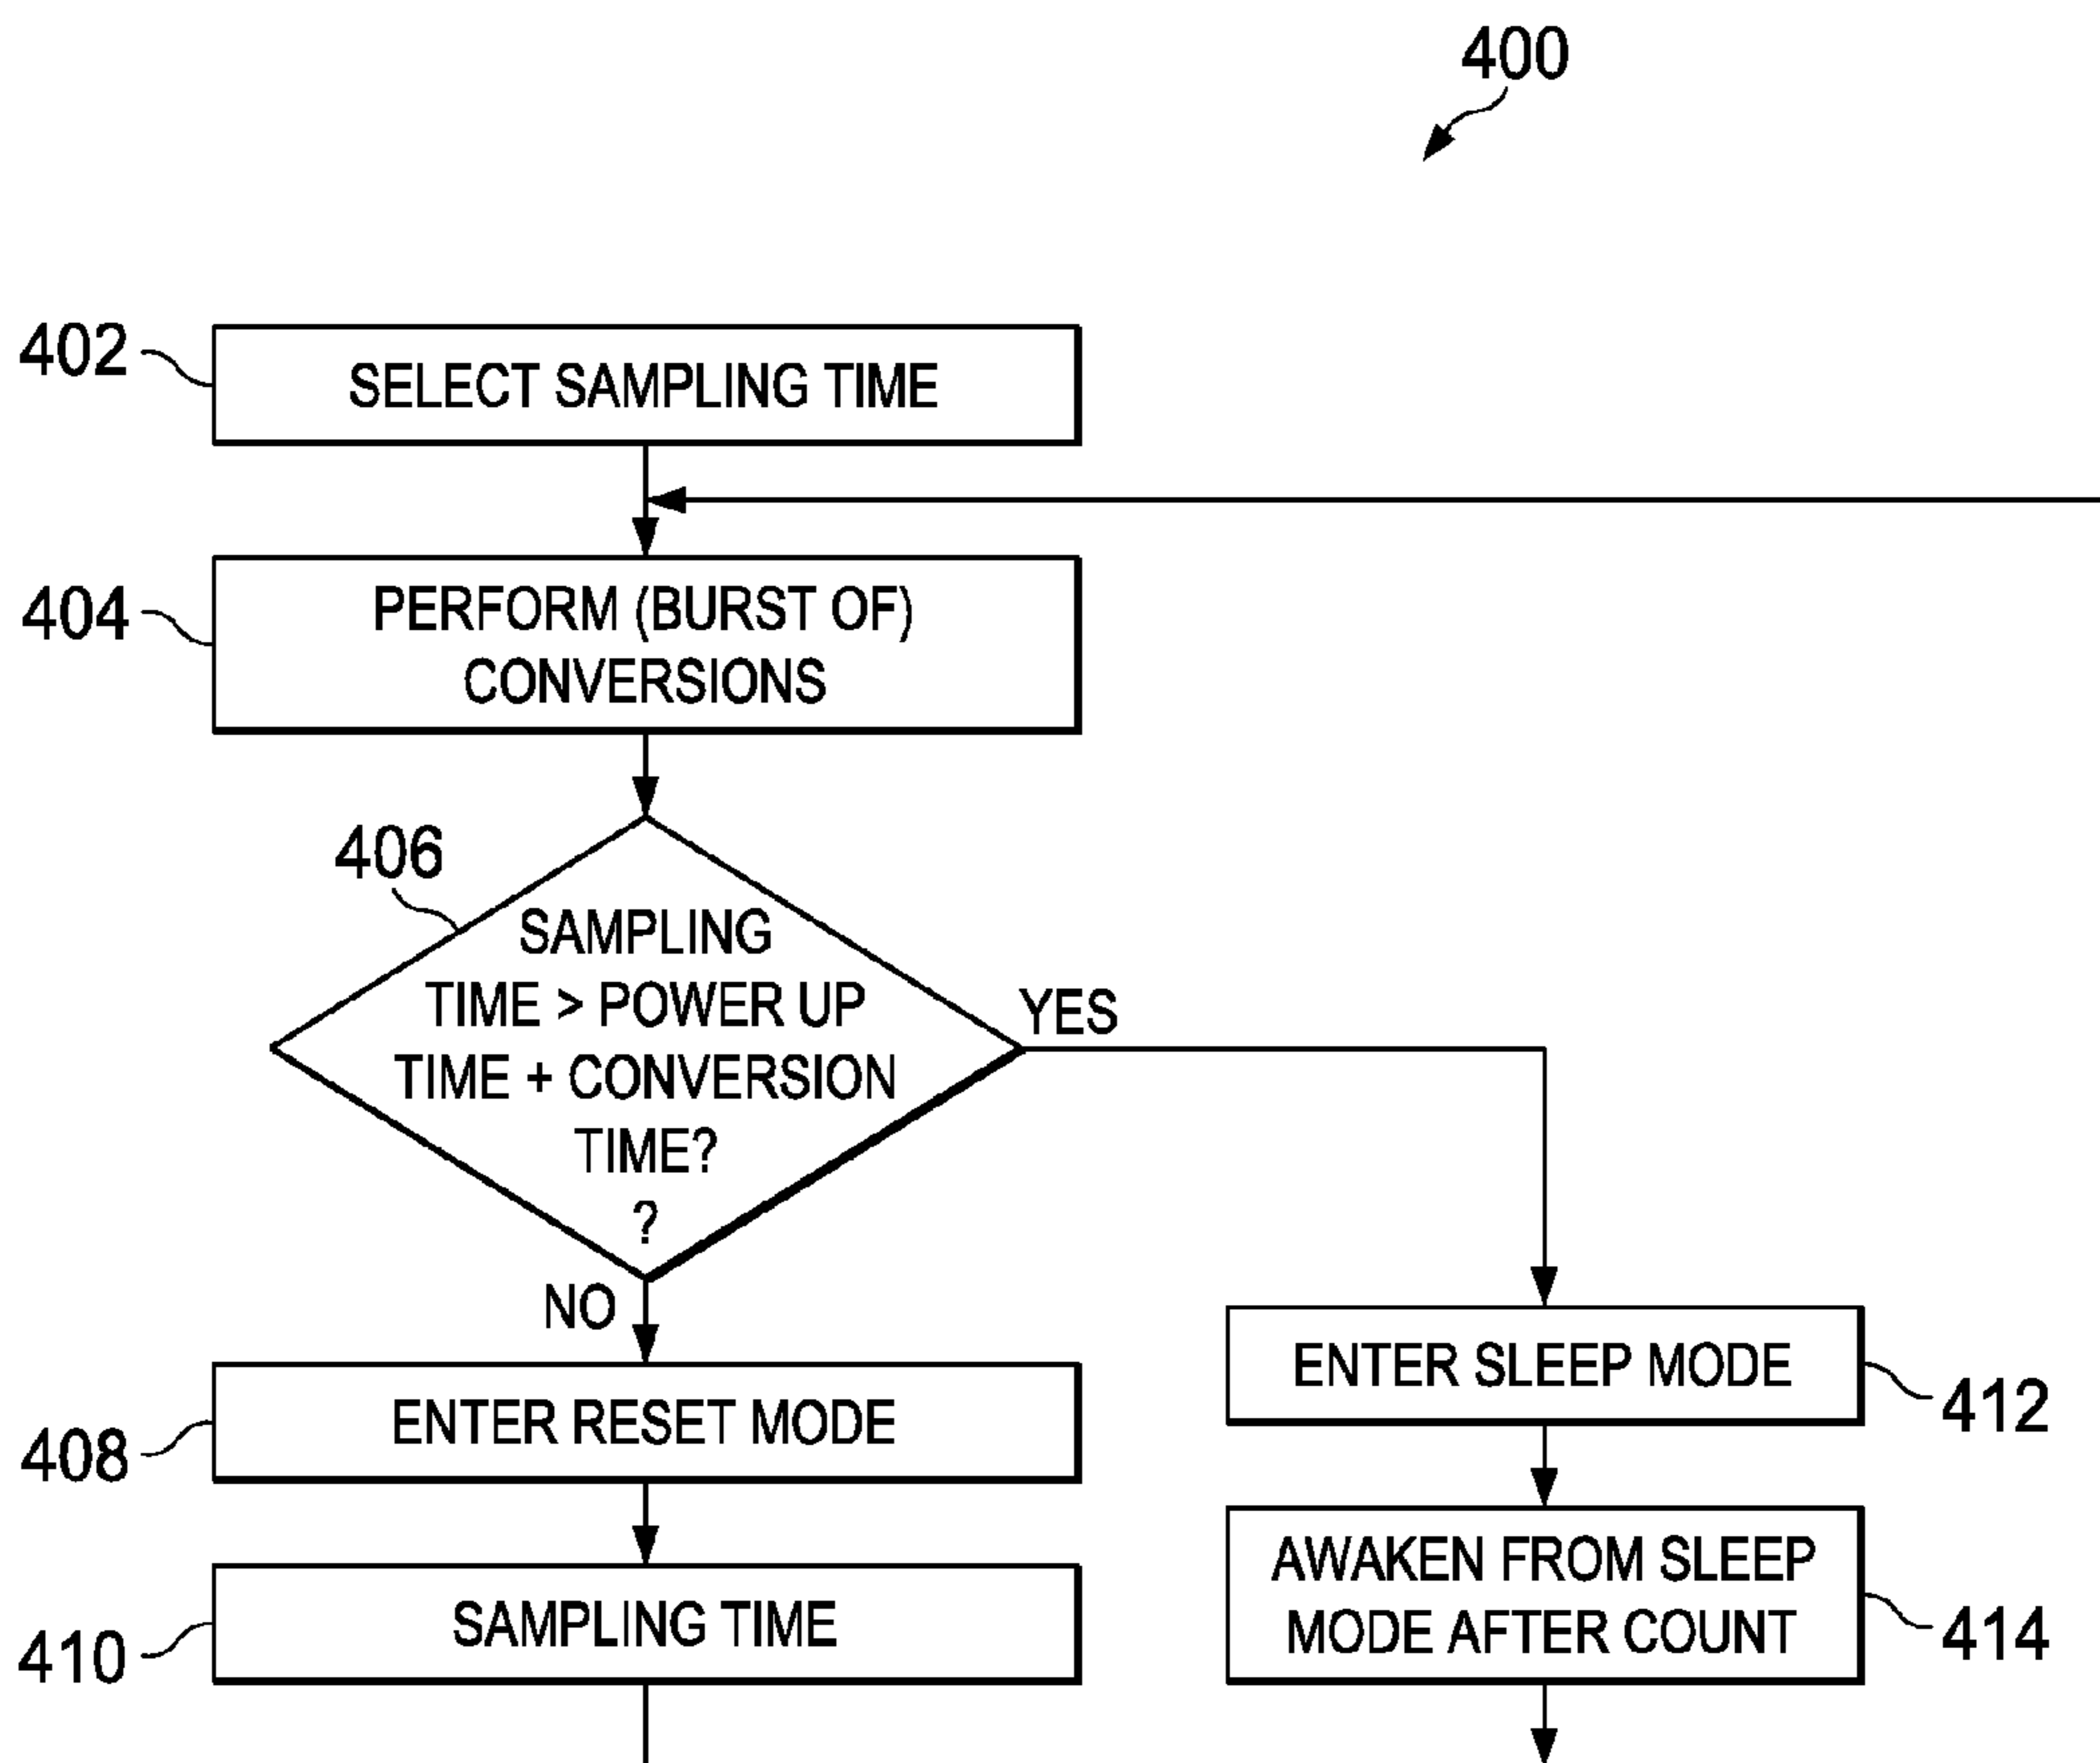 400
402
SELECT SAMPLING TIME
404
PERFORM (BURST OF)
CONVERSIONS
406
SAMPLING
TIME > POWER UP
TIME + CONVERSION
TIME?
?
YES
NO
ENTER SLEEP MODE
412
408
ENTER RESET MODE
AWAKEN FROM SLEEP
MODE AFTER COUNT
414
410
SAMPLING TIME